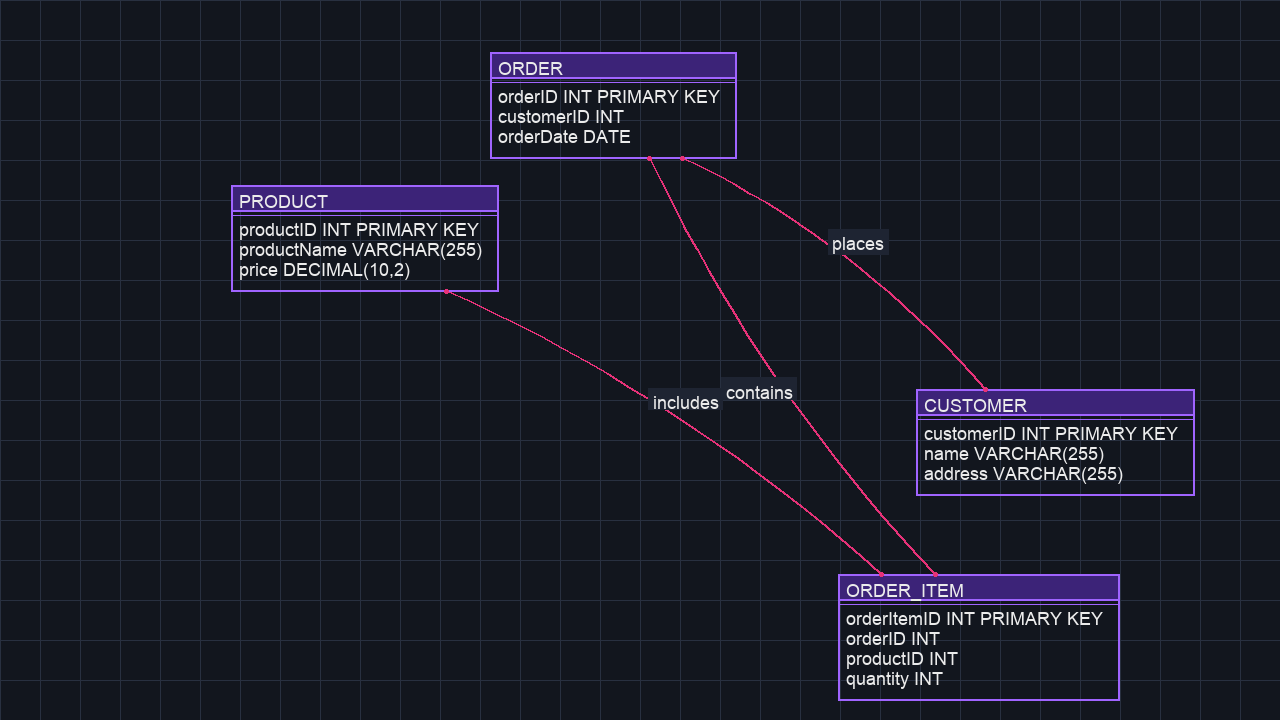 ORDER
orderID INT PRIMARY KEY
customerID INT
orderDate DATE
PRODUCT
productID INT PRIMARY KEY
productName VARCHAR(255)
price DECIMAL(10,2)
places
includes
contains
CUSTOMER
customerID INT PRIMARY KEY
name VARCHAR(255)
address VARCHAR(255)
ORDER_ITEM
orderItemID INT PRIMARY KEY
orderID INT
productID INT
quantity INT